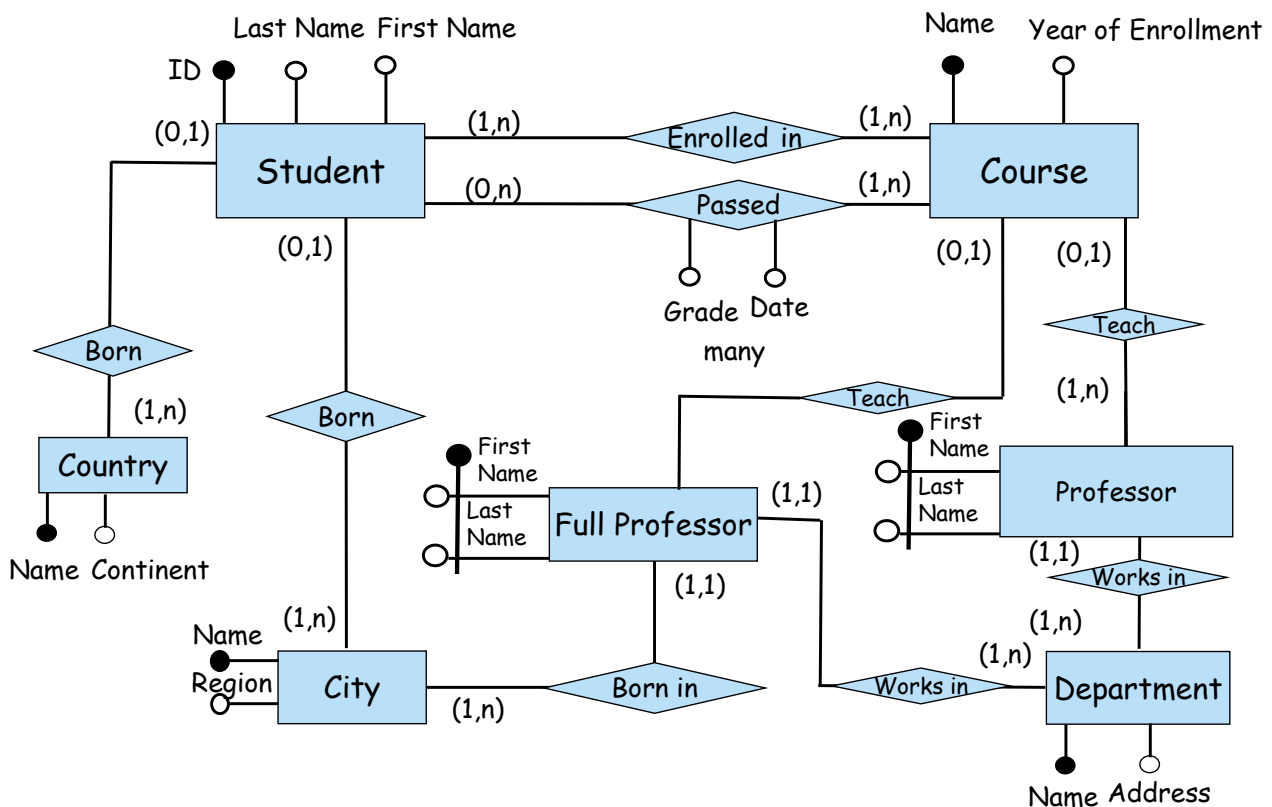 Last Name First Name
Name
Year of Enrollment
ID
(0,1)
(1,n)
Enrolled in
(1,n)
Student
Course
(0,n)
Passed
(1,n)
(0,1)
(0,1)
(0,1)
Grade Date
many
Teach
Born
(1,n)
Born
Teach
(1,n)
Country
First
Name
Last
Name
First
Name
Last
Name
Professor
(1,1)
Full Professor
Name Continent
(1,1)
(1,1)
Works in
(1,n)
Name
Region
City
(1,n)
Born in
(1,n)
(1,n)
Works in
Department
Name Address